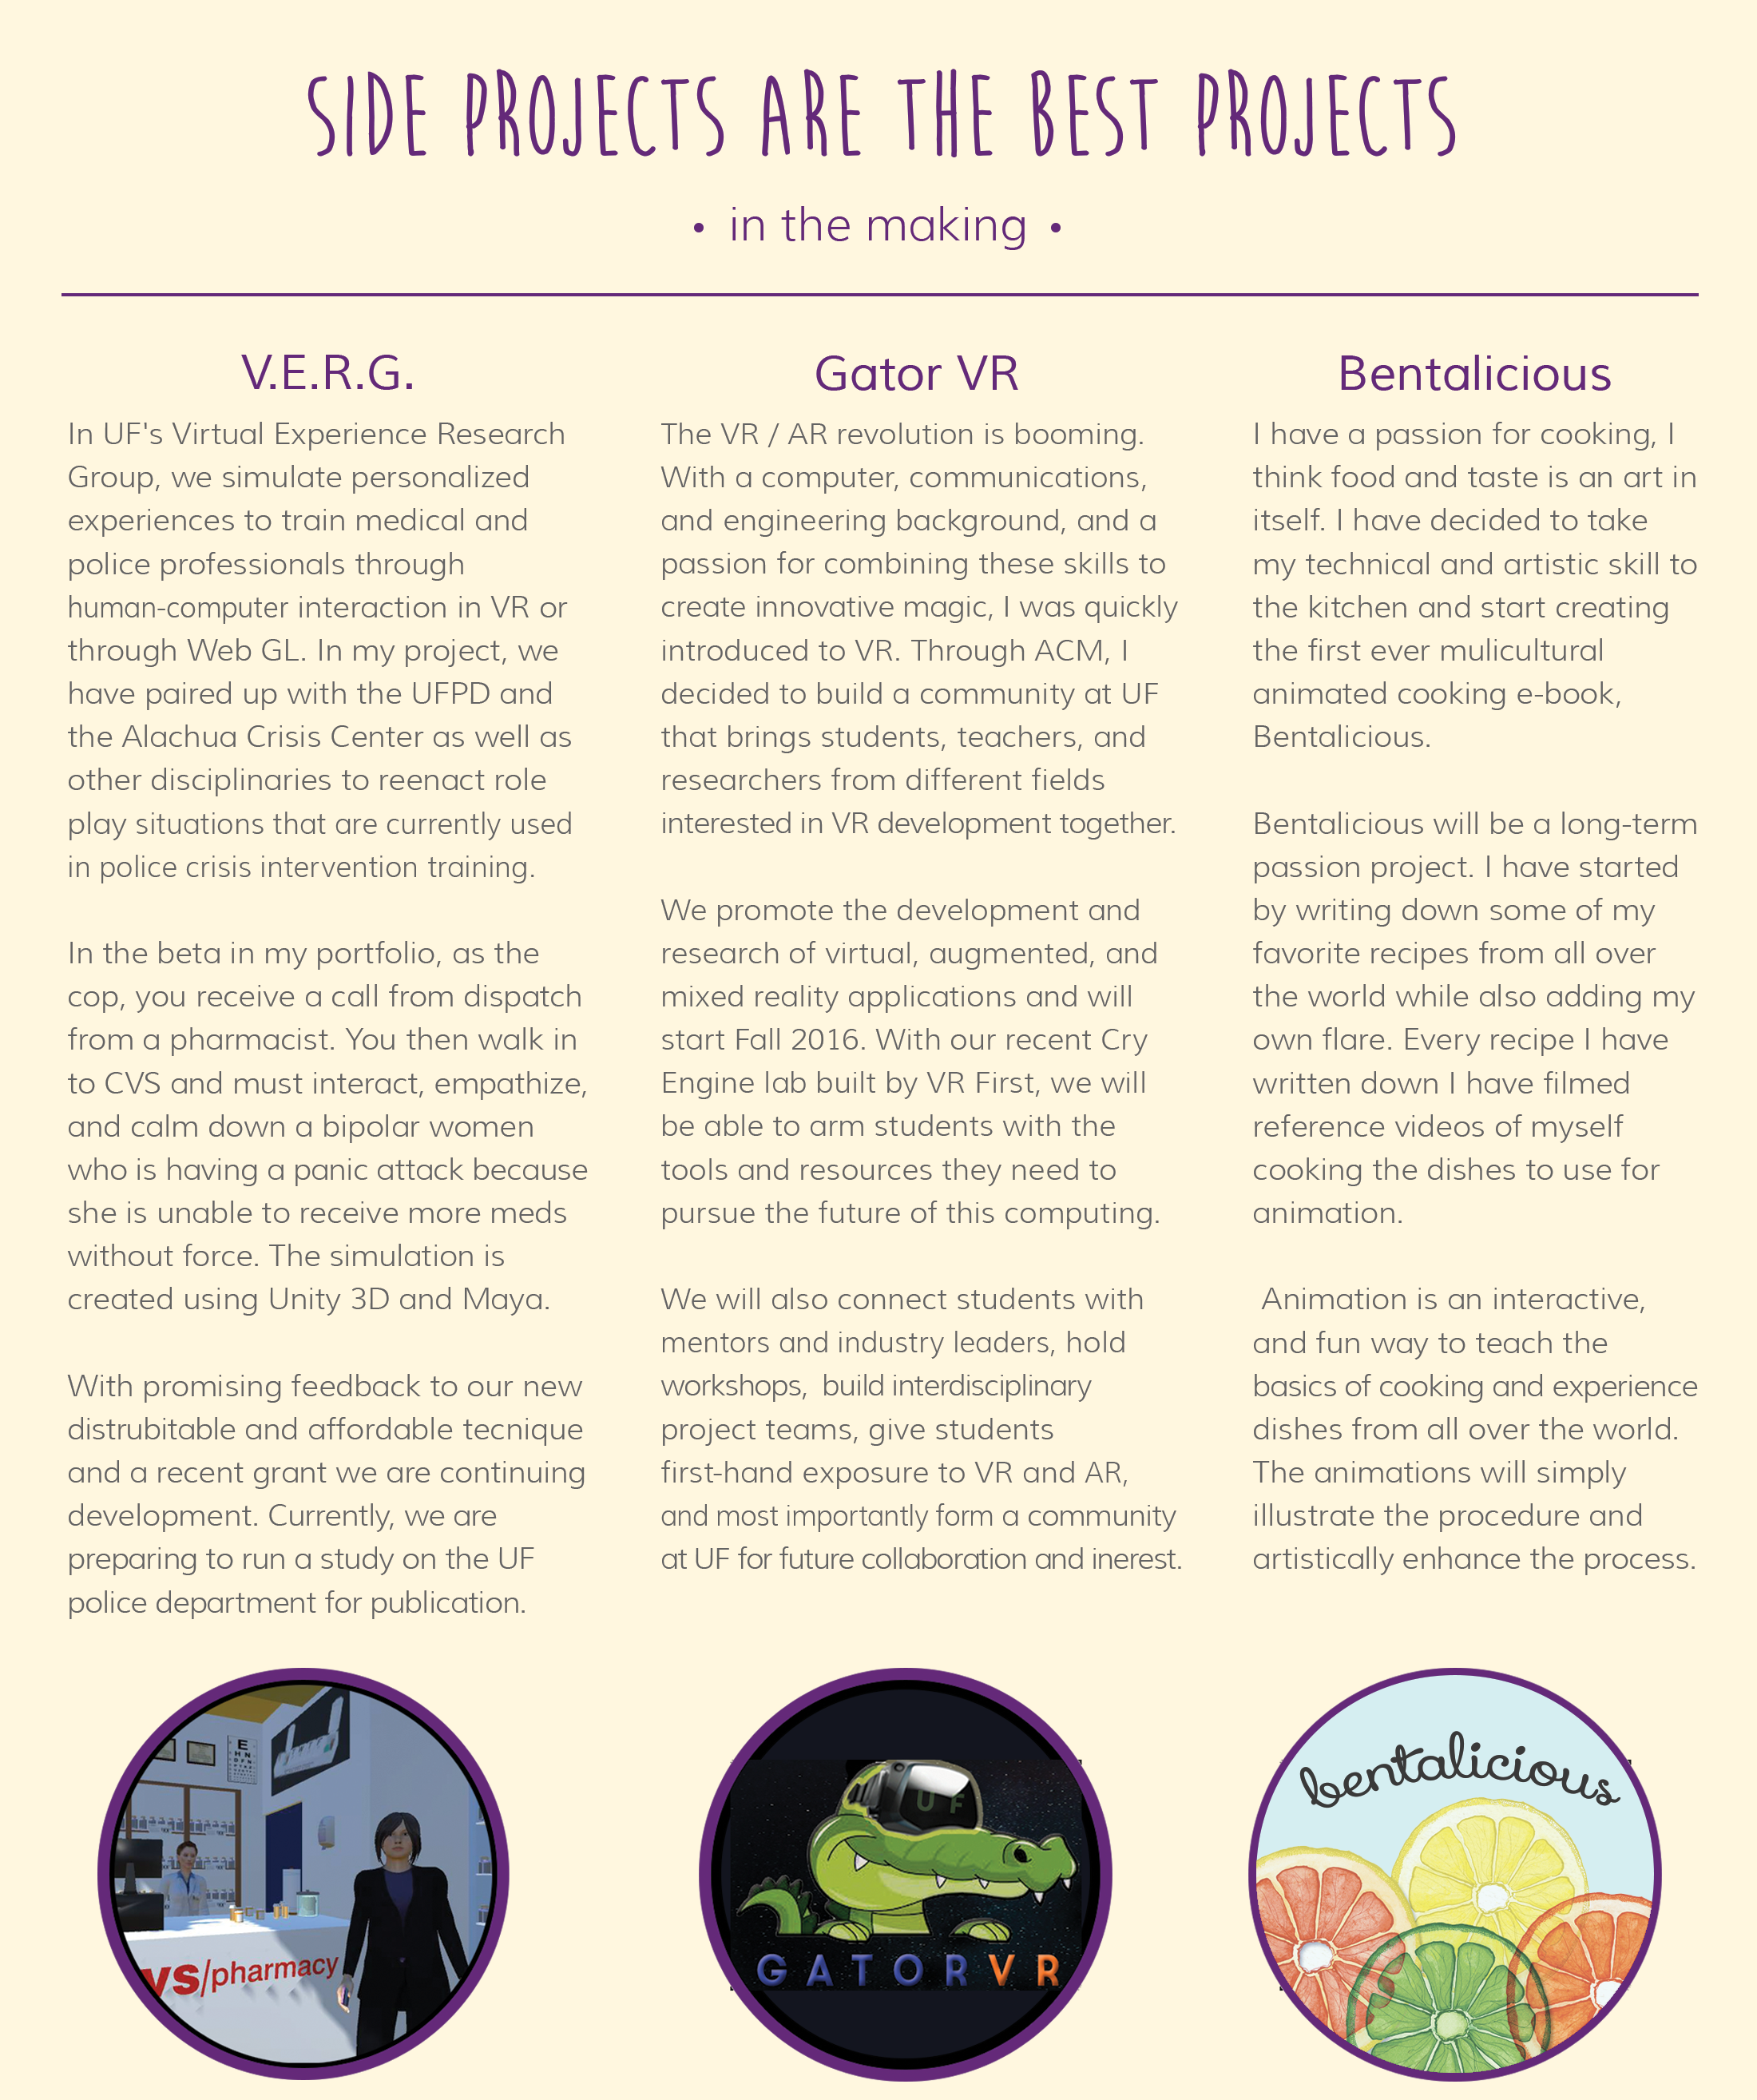 SIDE PROJECTS ARE THE BEST PROJECTS
• in the making •
V.E.R.G.
In UF's Virtual Experience Research
Group, we simulate personalized
experiences to train medical and
police professionals through
human-computer interaction in VR or
through Web GL. In my project, we
have paired up with the UFPD and
the Alachua Crisis Center as well as
other disciplinaries to reenact role
play situations that are currently used
in police crisis intervention training.
In the beta in my portfolio, as the
cop, you receive a call from dispatch
from a pharmacist. You then walk in
to CVS and must interact, empathize,
and calm down a bipolar women
who is having a panic attack because
she is unable to receive more meds
without force. The simulation is
created using Unity 3D and Maya.
With promising feedback to our new
distrubitable and affordable tecnique
and a recent grant we are continuing
development. Currently, we are
preparing to run a study on the UF
police department for publication.
Gator VR
The VR / AR revolution is booming.
With a computer, communications,
and engineering background, and a
passion for combining these skills to
create innovative magic, I was quickly
introduced to VR. Through ACM, I
decided to build a community at UF
that brings students, teachers, and
researchers from different fields
interested in VR development together.
We promote the development and
research of virtual, augmented, and
mixed reality applications and will
start Fall 2016. With our recent Cry
Engine lab built by VR First, we will
be able to arm students with the
tools and resources they need to
pursue the future of this computing.
We will also connect students with
mentors and industry leaders, hold
workshops, build interdisciplinary
project teams, give students
first-hand exposure to VR and AR,
and most importantly form a community
at UF for future collaboration and inerest.
Bentalicious
I have a passion for cooking, I
think food and taste is an art in
itself. I have decided to take
my technical and artistic skill to
the kitchen and start creating
the first ever mulicultural
animated cooking e-book,
Bentalicious.
Bentalicious will be a long-term
passion project. I have started
by writing down some of my
favorite recipes from all over
the world while also adding my
own flare. Every recipe I have
written down I have filmed
reference videos of myself
cooking the dishes to use for
animation.
Animation is an interactive,
and fun way to teach the
basics of cooking and experience
dishes from all over the world.
The animations will simply
illustrate the procedure and
artistically enhance the process.
E
H N
vs/pharmacy
UF
GATORVR
bentalicious